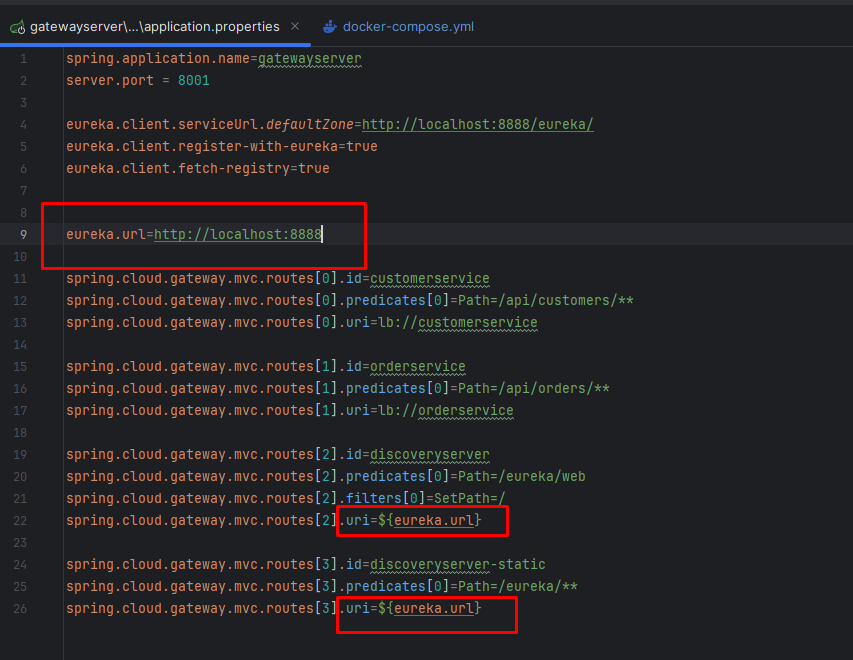 gatewayserver\...\application.properties × docker-compose.yml
1 spring.application.name=gatewayserver
2 server.port = 8001
3
4 eureka.client.serviceUrl.defaultZone=http://localhost:8888/eureka/
5 eureka.client.register-with-eureka=true
6 eureka.client.fetch-registry=true
7
8
9 eureka.url=http://localhost:8888
10
11 spring.cloud.gateway.mvc.routes[0].id=customerservice
12 spring.cloud.gateway.mvc.routes[0].predicates[0]=Path=/api/customers/**
13 spring.cloud.gateway.mvc.routes[0].uri=lb://customerservice
14
15 spring.cloud.gateway.mvc.routes[1].id=orderservice
16 spring.cloud.gateway.mvc.routes[1].predicates[0]=Path=/api/orders/**
17 spring.cloud.gateway.mvc.routes[1].uri=lb://orderservice
18
19 spring.cloud.gateway.mvc.routes[2].id=discoveryserver
20 spring.cloud.gateway.mvc.routes[2].predicates[0]=Path=/eureka/web
21 spring.cloud.gateway.mvc.routes[2].filters[0]=SetPath=/
22 spring.cloud.gateway.mvc.routes[2].uri=${eureka.url}
23
24 spring.cloud.gateway.mvc.routes[3].id=discoveryserver-static
25 spring.cloud.gateway.mvc.routes[3].predicates[0]=Path=/eureka/**
26 spring.cloud.gateway.mvc.routes[3].uri=${eureka.url}